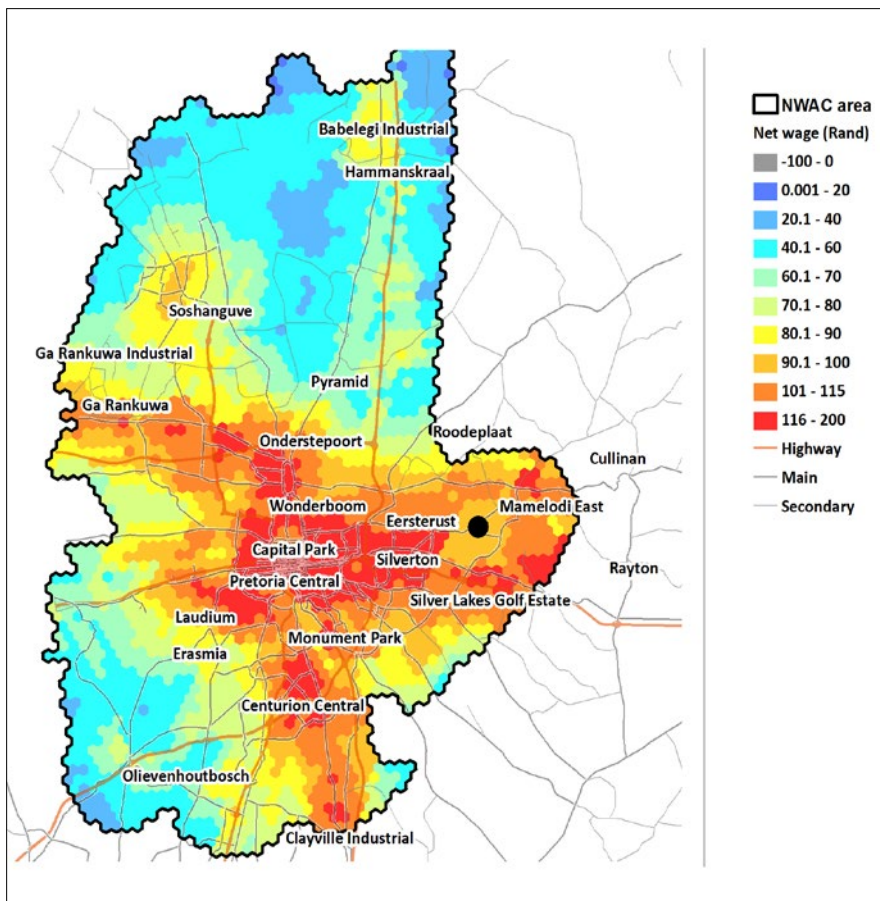 Babelegi Industrial
Hammanskraal
Soshanguve
Ga Rankuwa Industrial
Pyramid
Ga Rankuwa
Onderstepoort
Roodeplaat
Cullinan
Wonderboom
Mamelodi East
Eersterust
Capital Park
Silverton
Rayton
Pretoria Central
Silver Lakes Golf Estate
Laudium
Monument Park
Erasmia
Centurion Central
Olievenhoutbosch
Clayville Industrial
NWAC area
Net wage (Rand)
-100 - 0
0.001 - 20
20.1 - 40
40.1 - 60
60.1 - 70
70.1 - 80
80.1 - 90
90.1 - 100
101 - 115
116 - 200
Highway
Main
Secondary